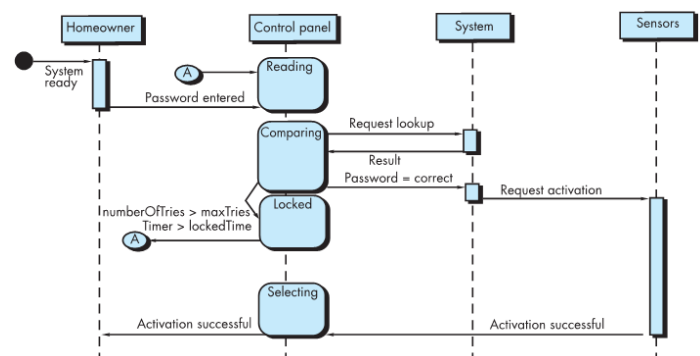 Homeowner
Control panel
System
Sensors
System
ready
A
Reading
Password entered
Comparing
Request lookup
Result
Password = correct
Request activation
numberOfTries > maxTries
Locked
Timer > lockedTime
A
Selecting
Activation successful
Activation successful